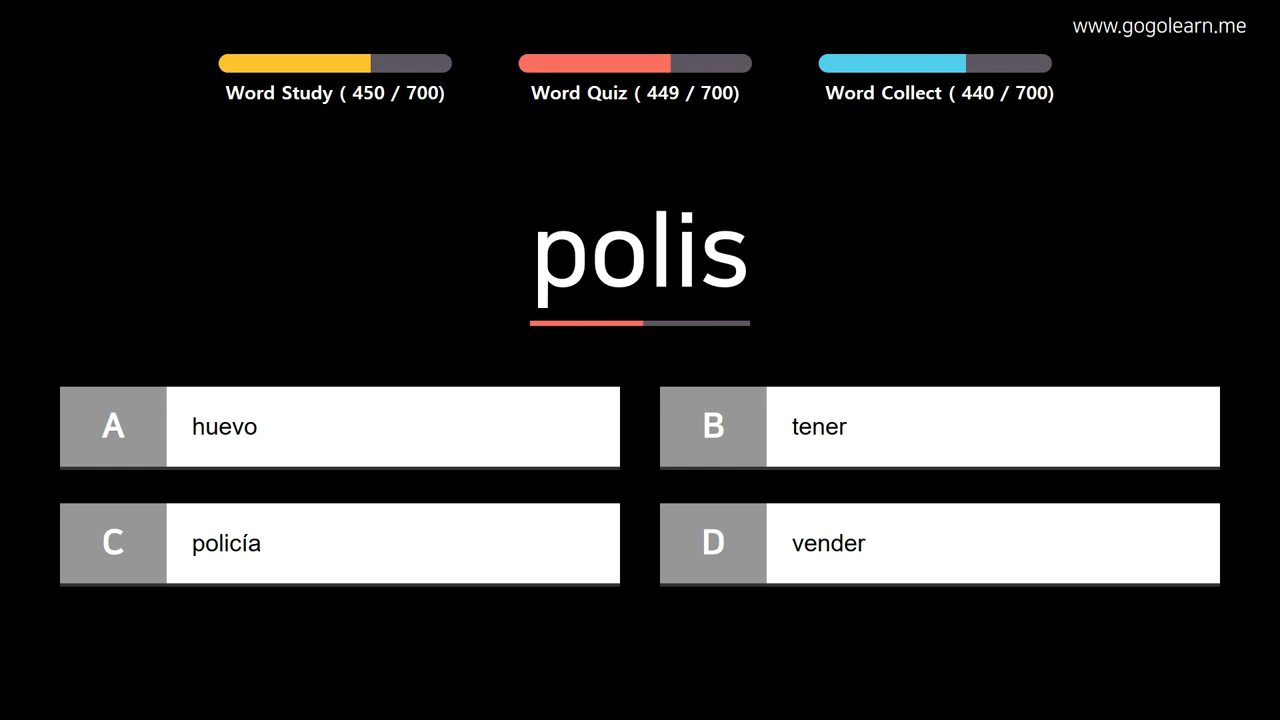 www.gogolearn.me
Word Study ( 450 / 700)
Word Quiz ( 449 / 700)
Word Collect ( 440 / 700)
polis
A huevo
B tener
C policía
D vender